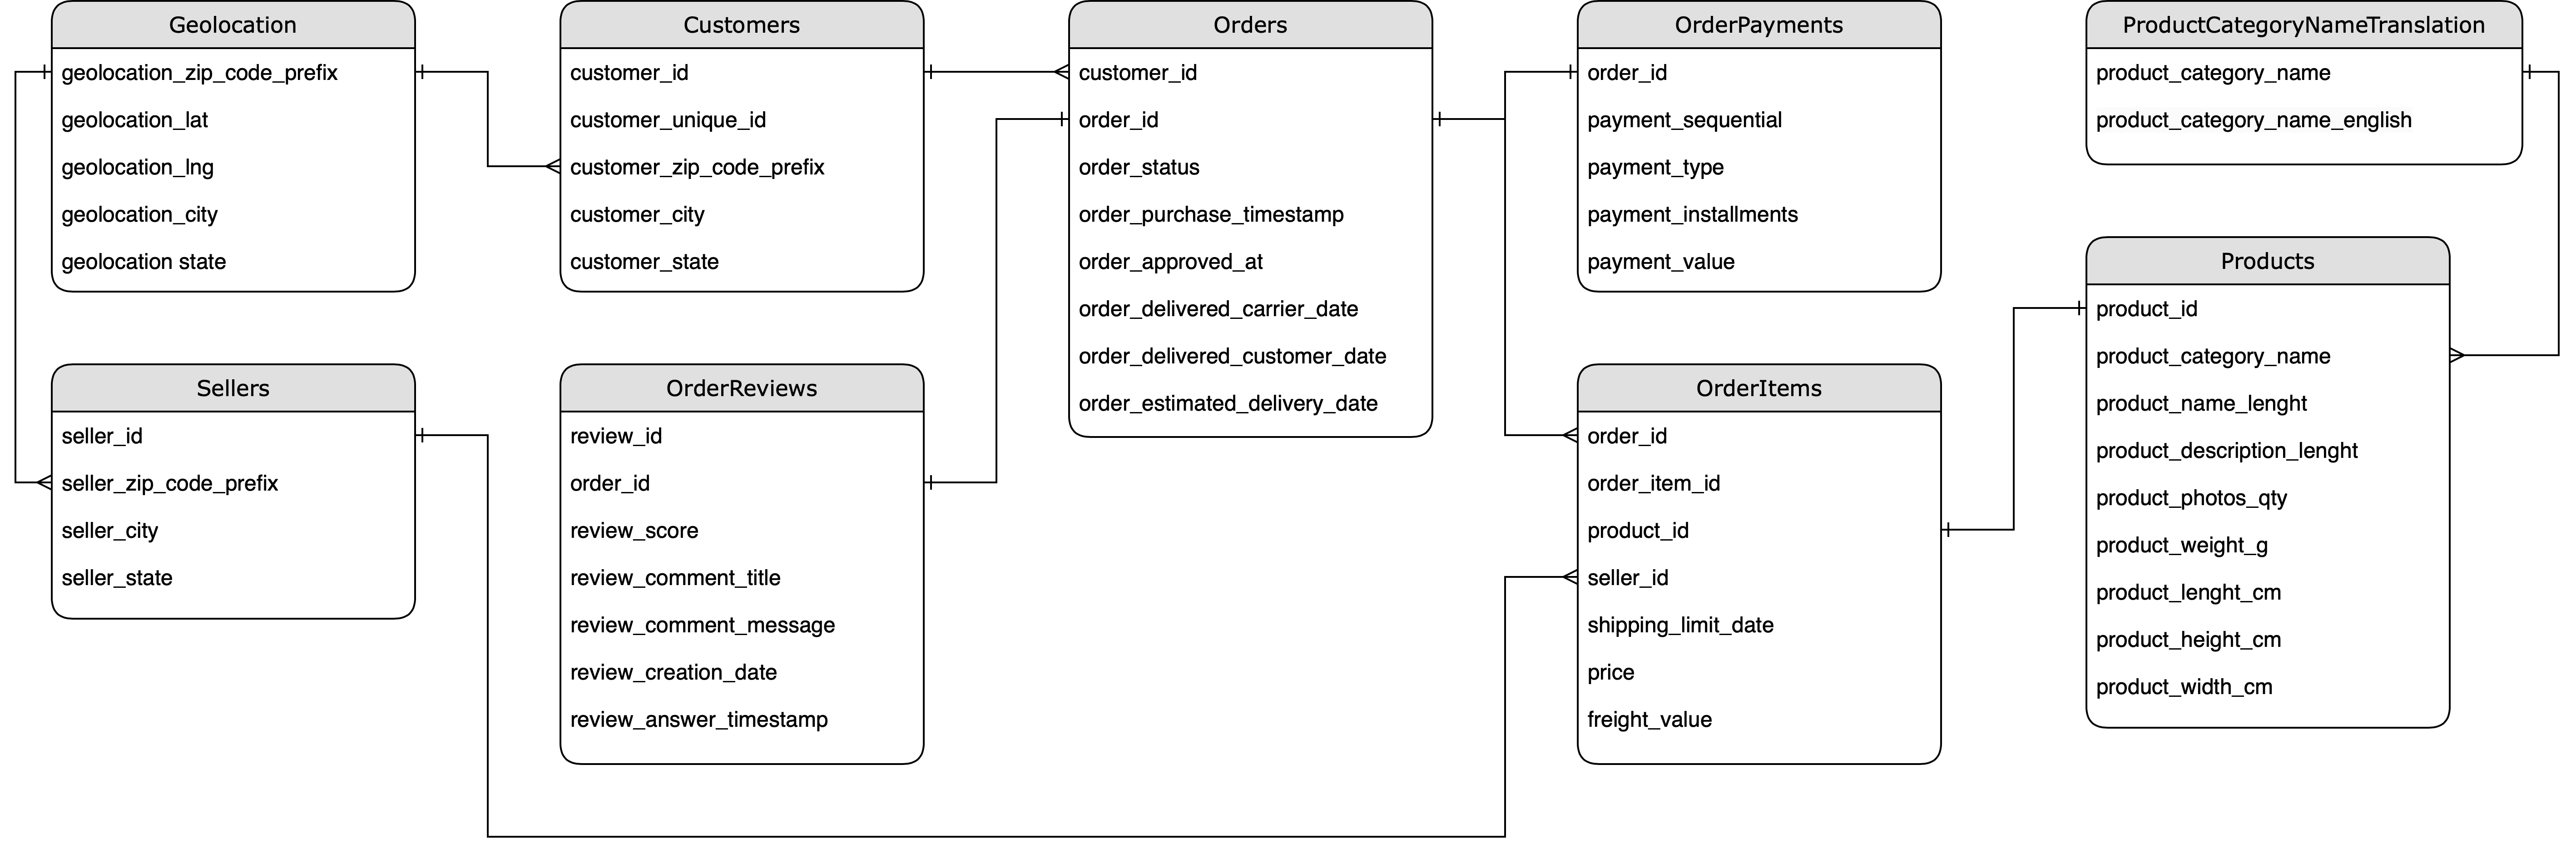 Geolocation
geolocation_zip_code_prefix
geolocation_lat
geolocation_lng
geolocation_city
geolocation state
Customers
customer_id
customer_unique_id
customer_zip_code_prefix
customer_city
customer_state
Orders
customer_id
order_id
order_status
order_purchase_timestamp
order_approved_at
order_delivered_carrier_date
order_delivered_customer_date
order_estimated_delivery_date
OrderPayments
order_id
payment_sequential
payment_type
payment_installments
payment_value
ProductCategoryNameTranslation
product_category_name
product_category_name_english
Sellers
seller_id
seller_zip_code_prefix
seller_city
seller_state
OrderReviews
review_id
order_id
review_score
review_comment_title
review_comment_message
review_creation_date
review_answer_timestamp
OrderItems
order_id
order_item_id
product_id
seller_id
shipping_limit_date
price
freight_value
Products
product_id
product_category_name
product_name_lenght
product_description_lenght
product_photos_qty
product_weight_g
product_lenght_cm
product_height_cm
product_width_cm